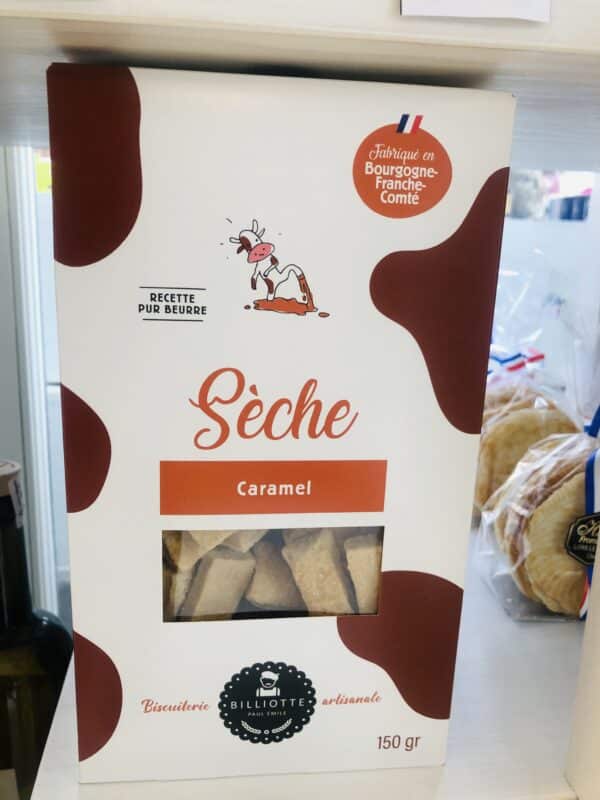 Fabriqué en
Bourgogne-
Franche-
Comté
RECETTE
PUR BEURRE
Sèche
Caramel
Biscuiterie
BILLIOTTE
PAUL EMILE
artisanale
150 gr